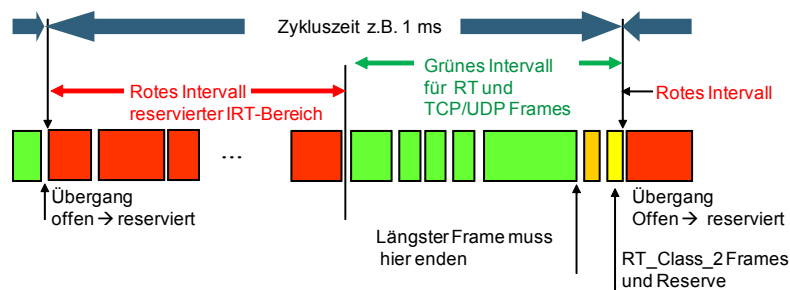 Zykluszeit z.B. 1 ms
Rotes Intervall
reservierter IRT-Bereich
Grünes Intervall
für RT und
TCP/UDP Frames
Rotes Intervall
...
Übergang
offen → reserviert
Längster Frame muss
hier enden
Übergang
Offen → reserviert
RT_Class_2 Frames
und Reserve